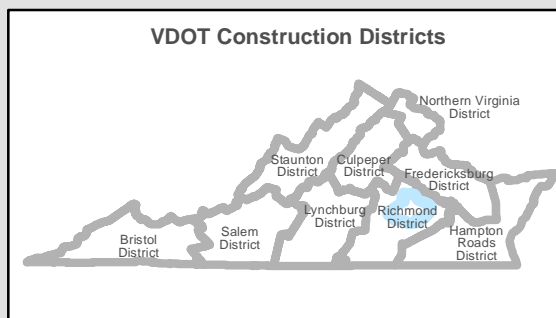 VDOT Construction Districts
Northern Virginia
District
Staunton
District
Culpeper
District
Fredericksburg
District
Lynchburg
District
Richmond
District
Hampton
Roads
District
Salem
District
Bristol
District